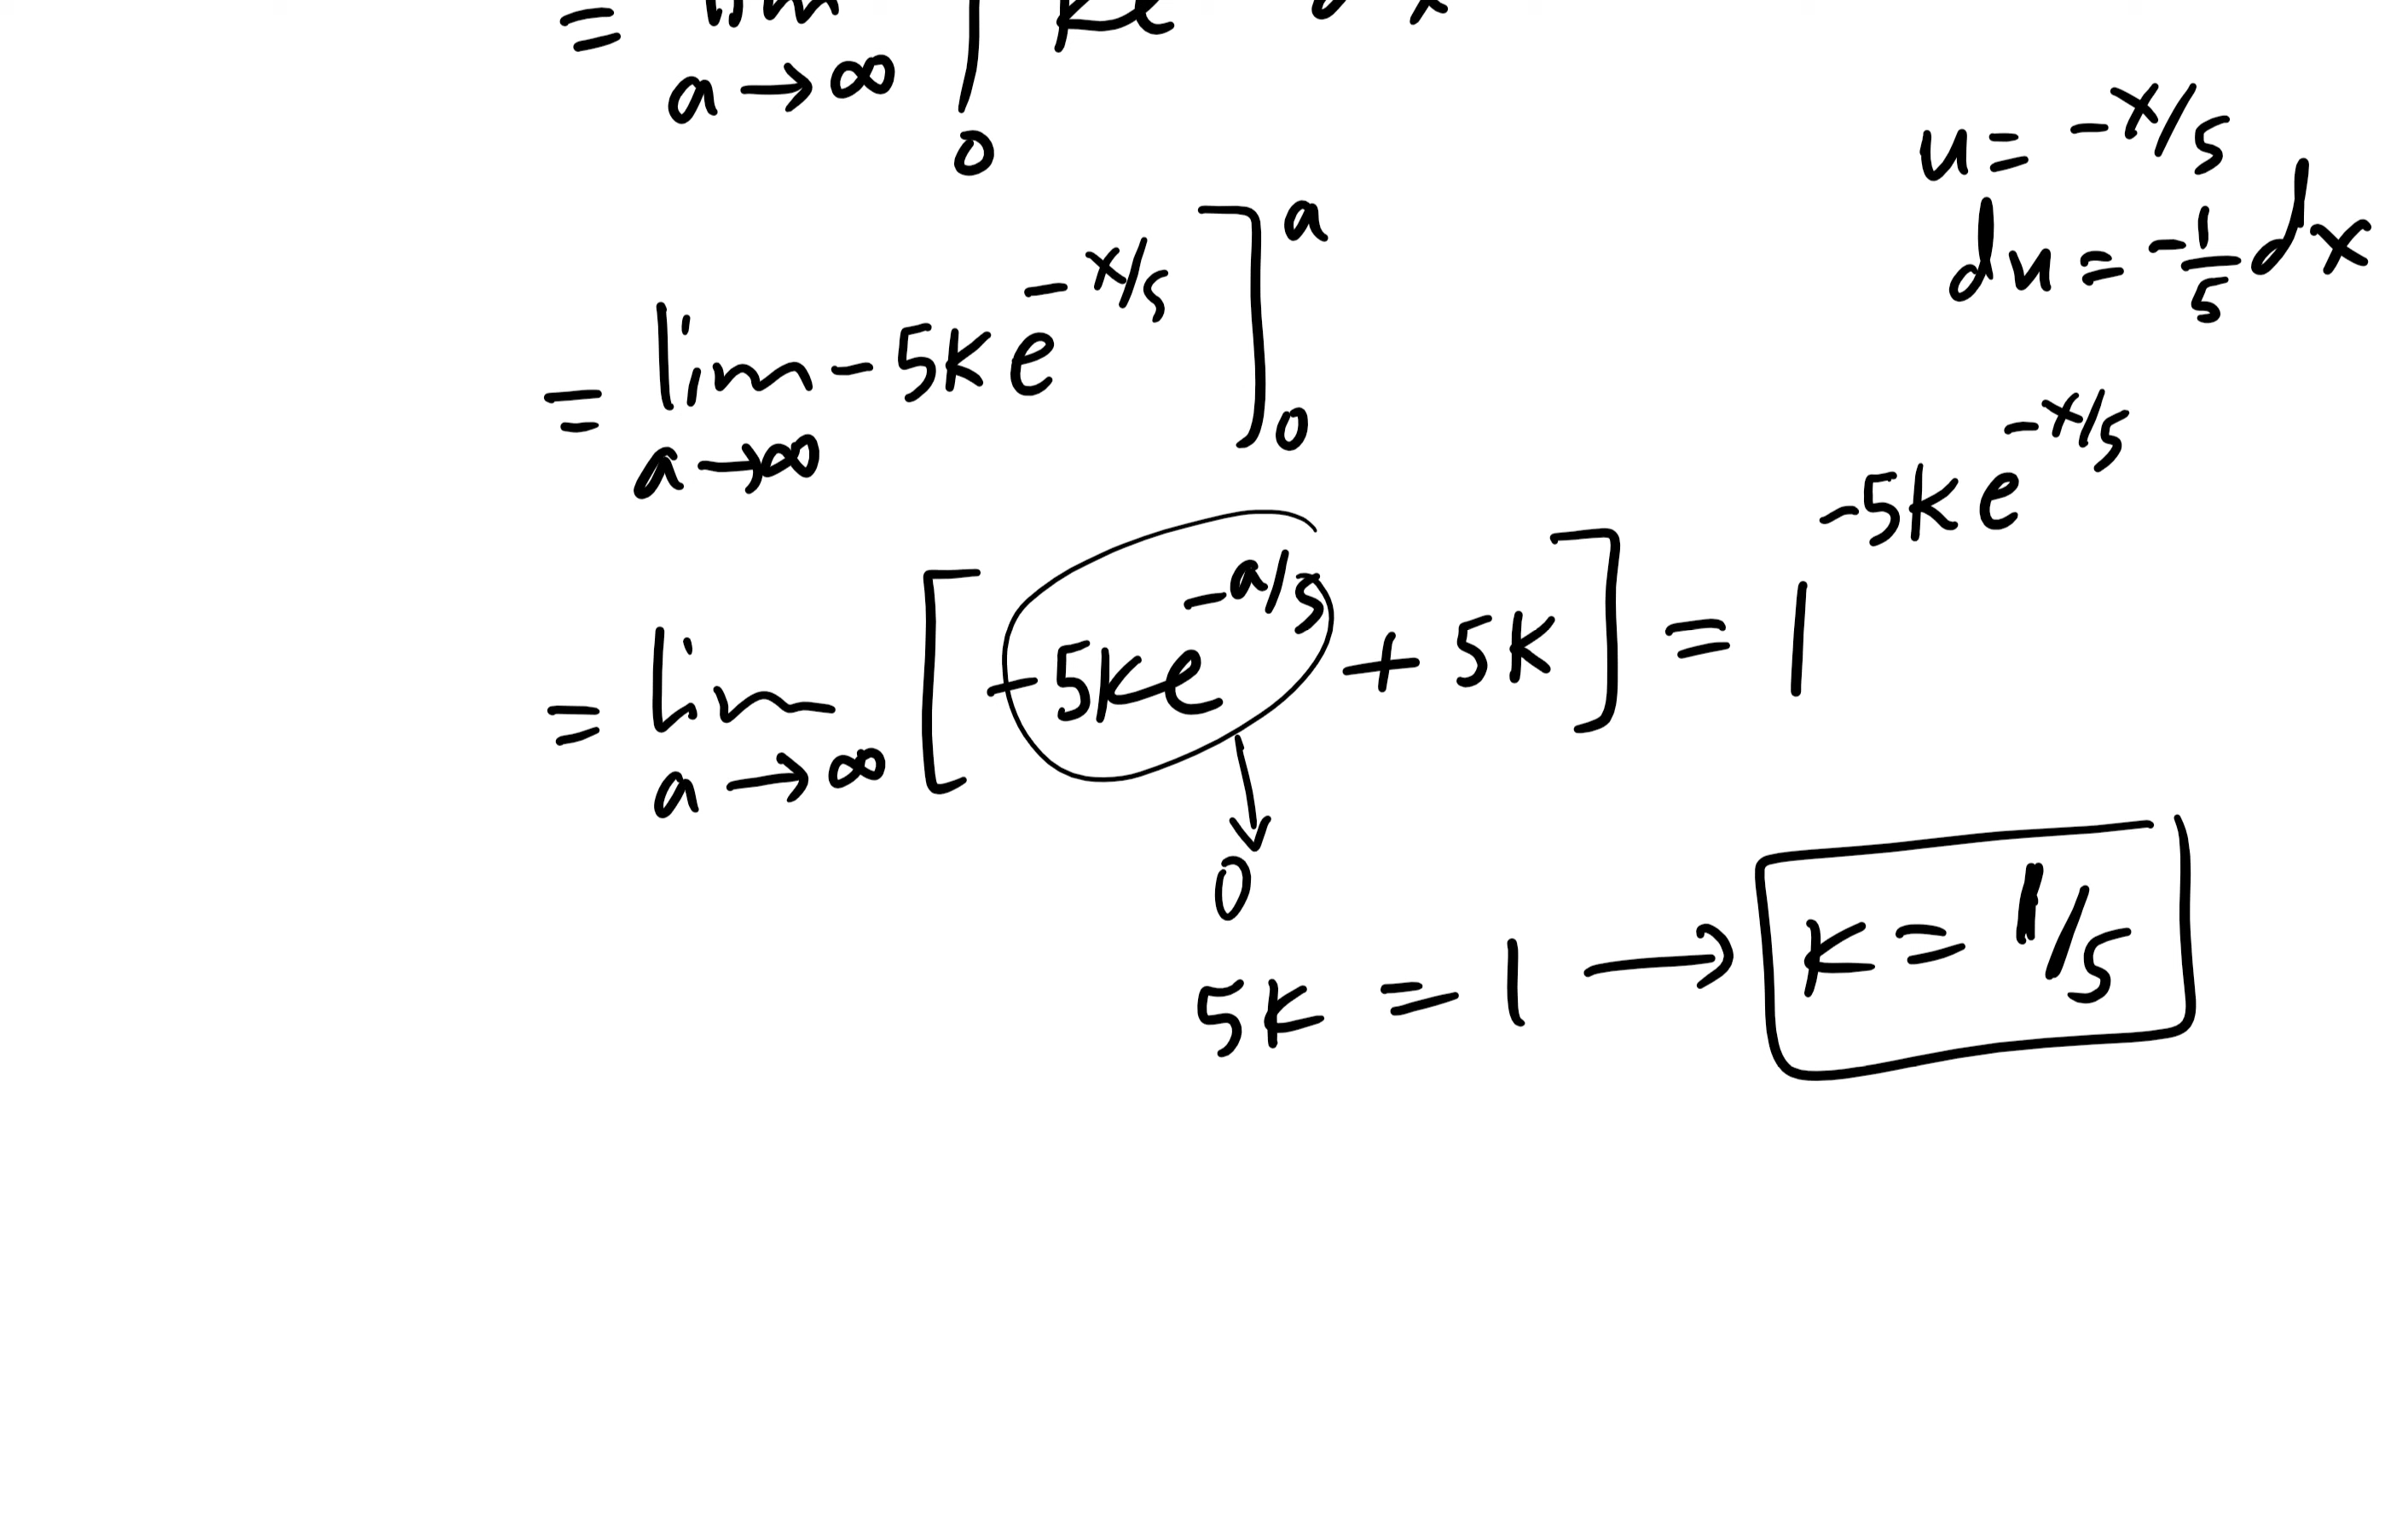 = lim ∫₀ ke dx
a → ∞
u = -x/5
du = -1/5 dx
= lim -5ke^(-x/5) ]₀ᵃ
a → ∞
-5ke^(-x/5)
= lim [ -5ke^(-a/5) + 5k ] = 1
a → ∞
0
5k = 1 → k = 1/5